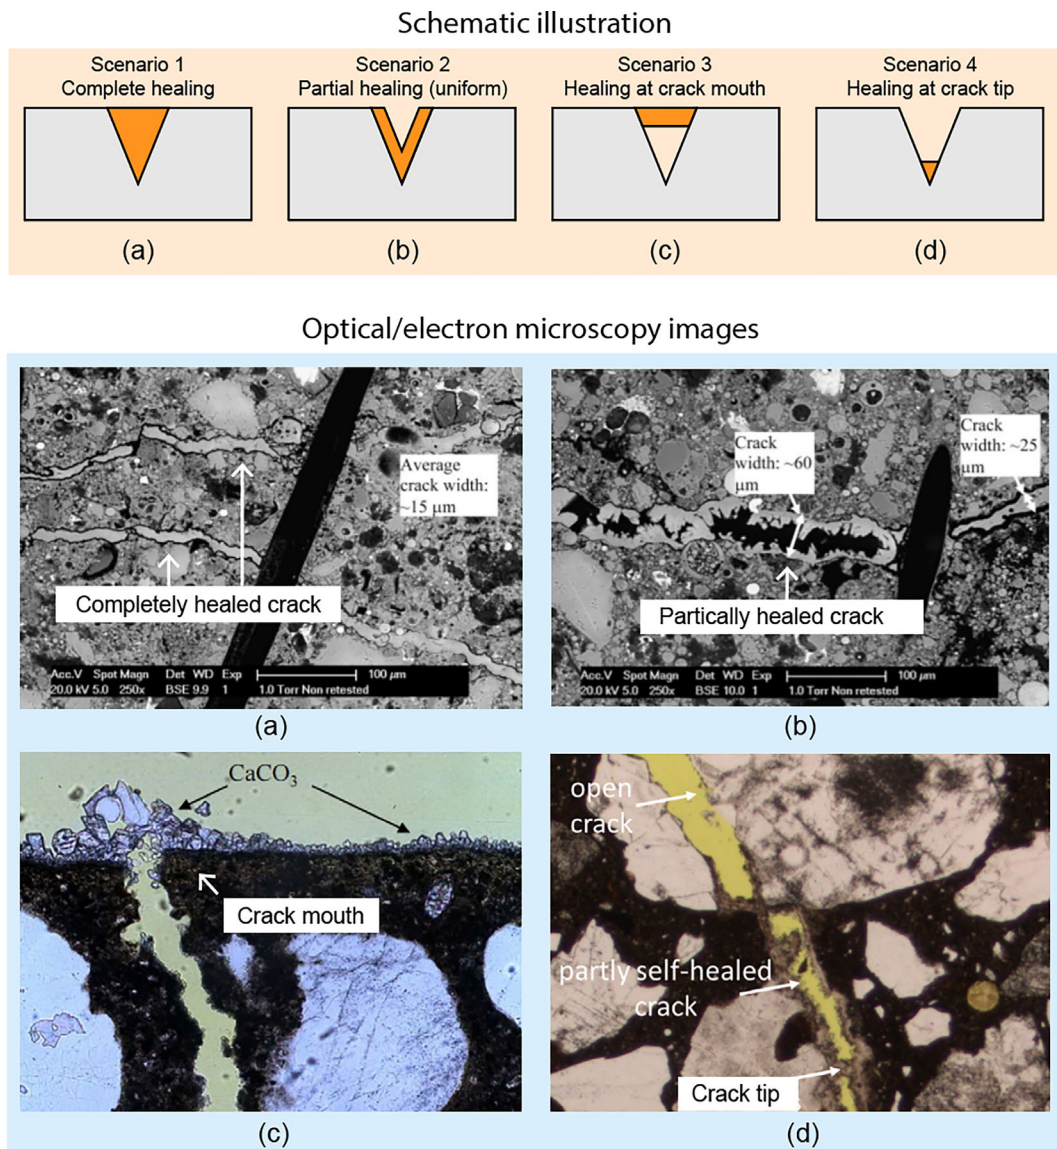 Schematic illustration
Scenario 1
Complete healing
Scenario 2
Partial healing (uniform)
Scenario 3
Healing at crack mouth
Scenario 4
Healing at crack tip
(a)
(b)
(c)
(d)
Optical/electron microscopy images
Average
crack width:
~15 μm
Completely healed crack
Acc.V Spot Magn Det WD Exp
20.0 kV 5.0 250x BSE 9.9 1
100 μm
1.0 Torr Non retested
(a)
Crack
width: ~60
μm
Crack
width: ~25
μm
Partically healed crack
Acc.V Spot Magn Det WD Exp
20.0 kV 5.0 250x BSE 10.0 1
100 μm
1.0 Torr Non retested
(b)
CaCO₃
Crack mouth
(c)
open
crack
partly self-healed
crack
Crack tip
(d)